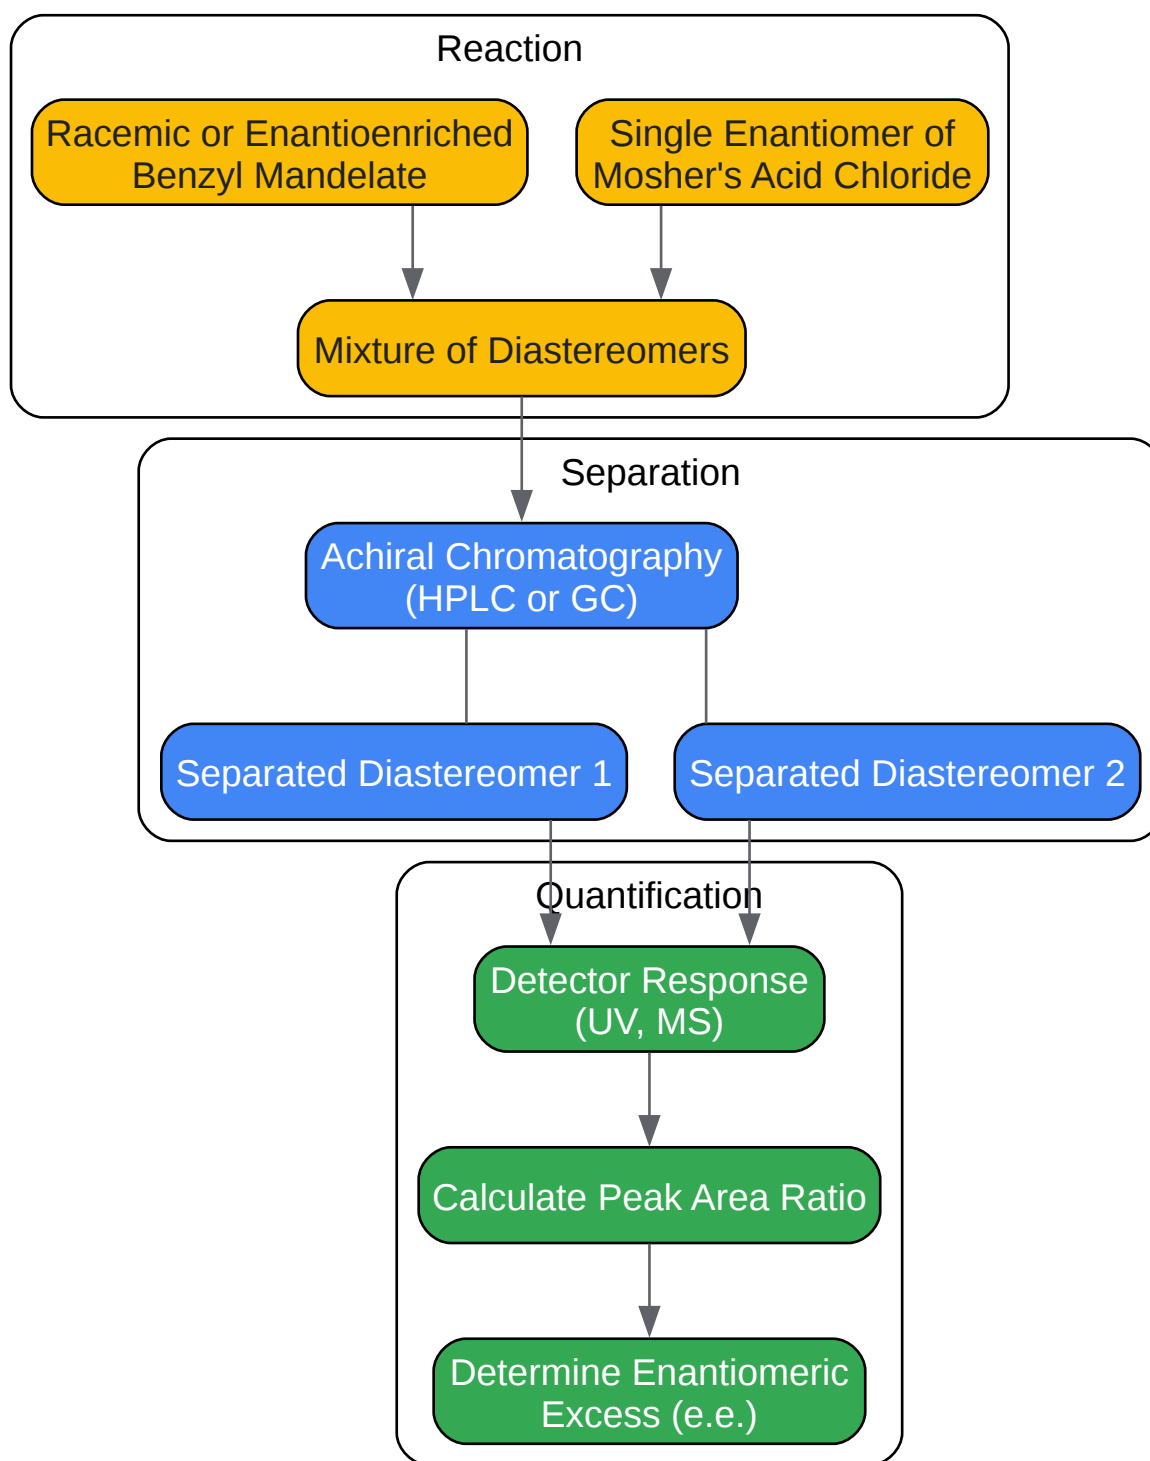 Reaction
Racemic or Enantioenriched
Benzyl Mandelate
Single Enantiomer of
Mosher's Acid Chloride
Mixture of Diastereomers
Separation
Achiral Chromatography
(HPLC or GC)
Separated Diastereomer 1
Separated Diastereomer 2
Quantification
Detector Response
(UV, MS)
Calculate Peak Area Ratio
Determine Enantiomeric
Excess (e.e.)